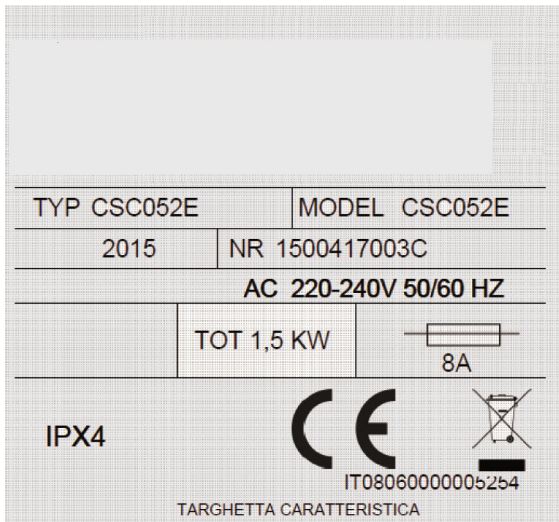 TYP CSC052E MODEL CSC052E
2015 NR 1500417003C
AC 220-240V 50/60 HZ
TOT 1,5 KW
8A
IPX4 CE
IT08060000005254
TARGHETTA CARATTERISTICA